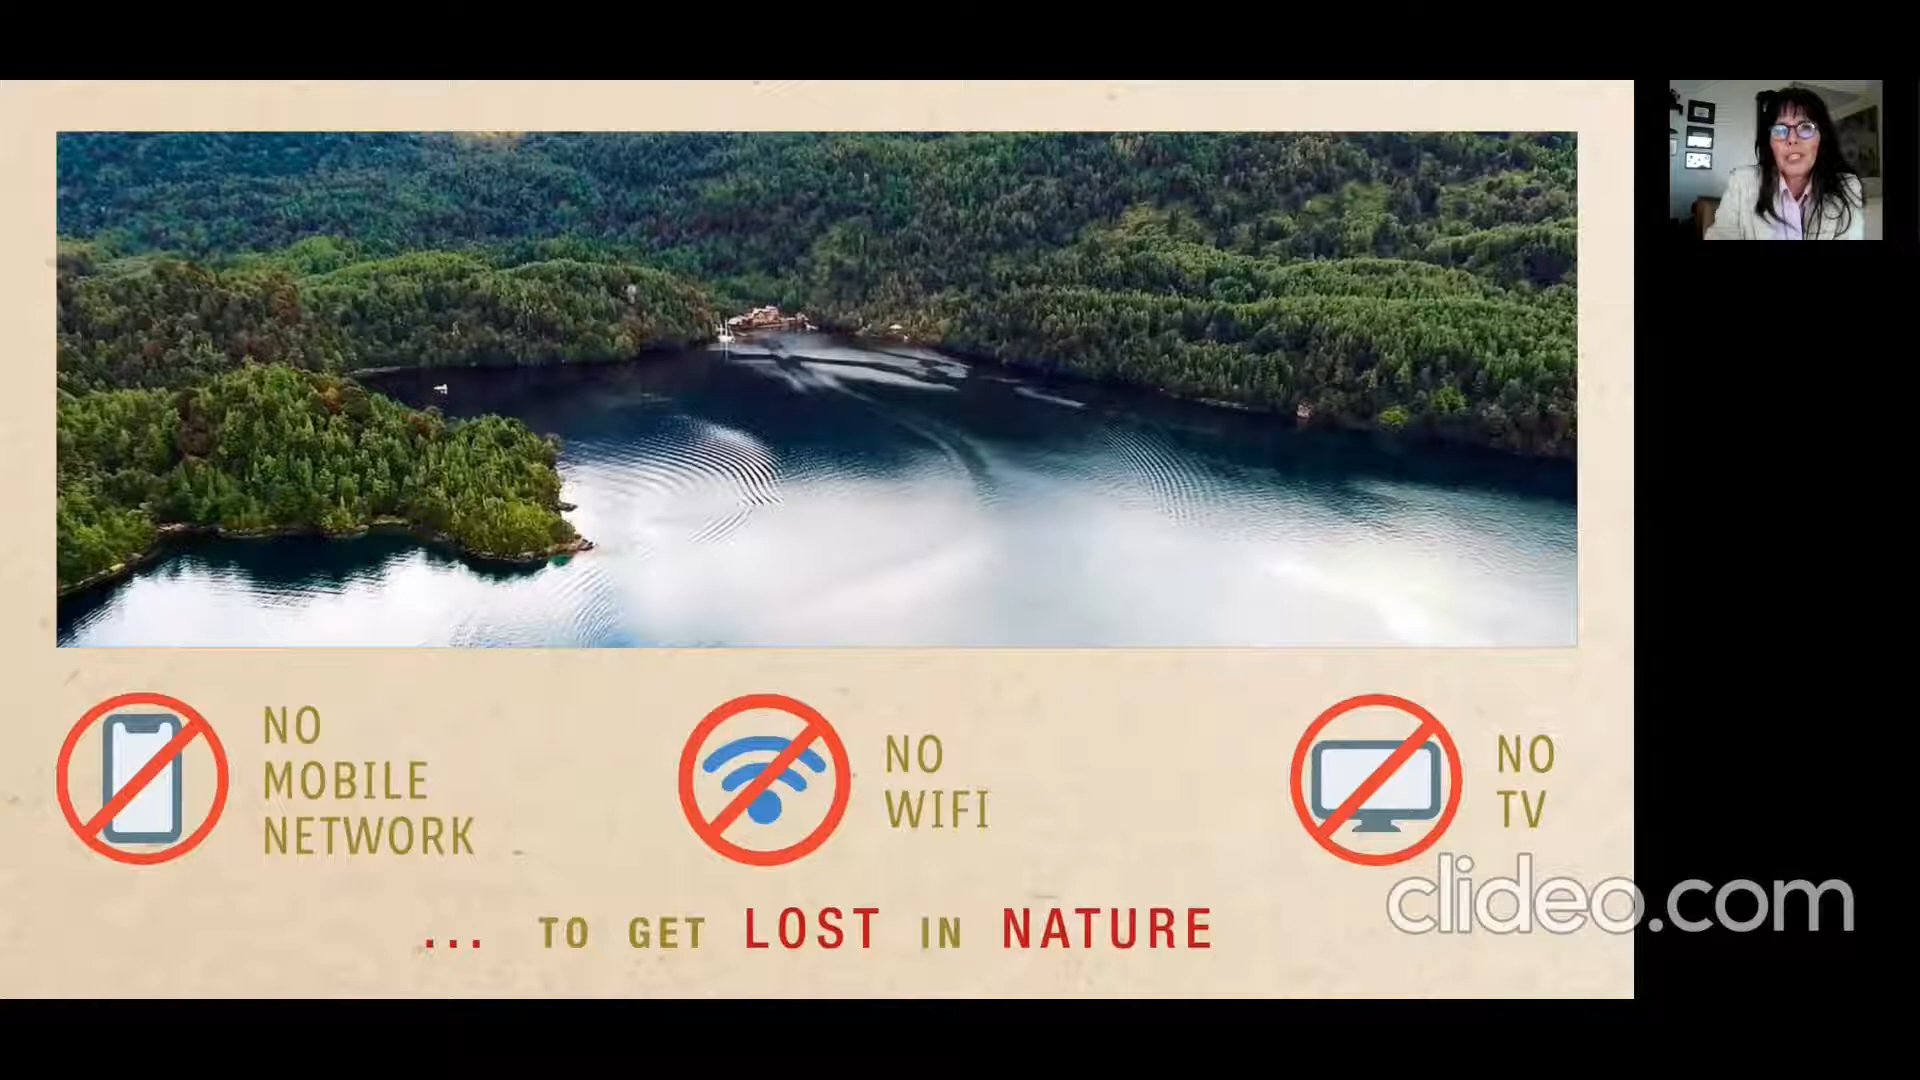 NO
MOBILE
NETWORK
NO
WIFI
NO
TV
... TO GET LOST IN NATURE
clideo.com